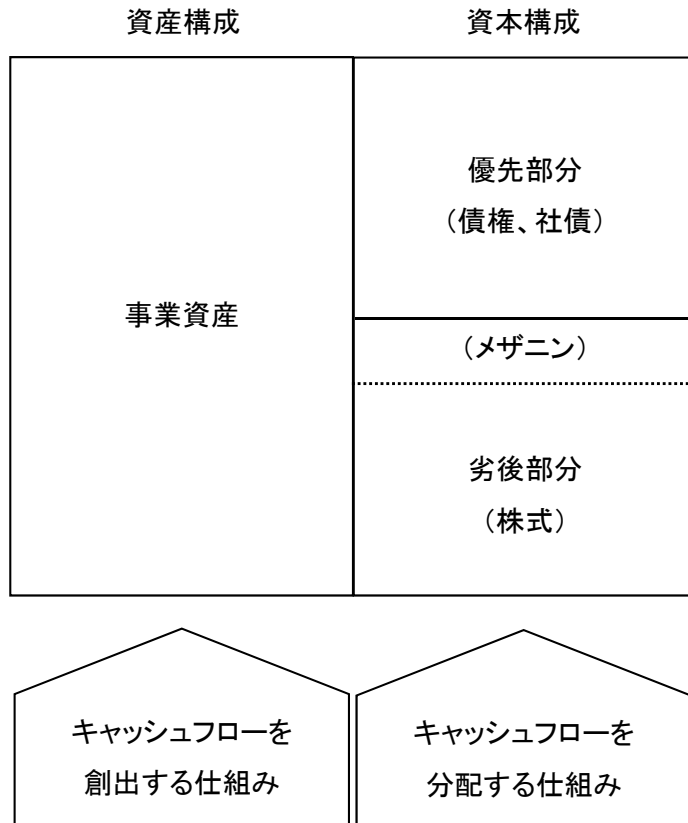 資産構成
資本構成
事業資産
優先部分
（債権、社債）
（メザニン）
劣後部分
（株式）
キャッシュフローを
創出する仕組み
キャッシュフローを
分配する仕組み